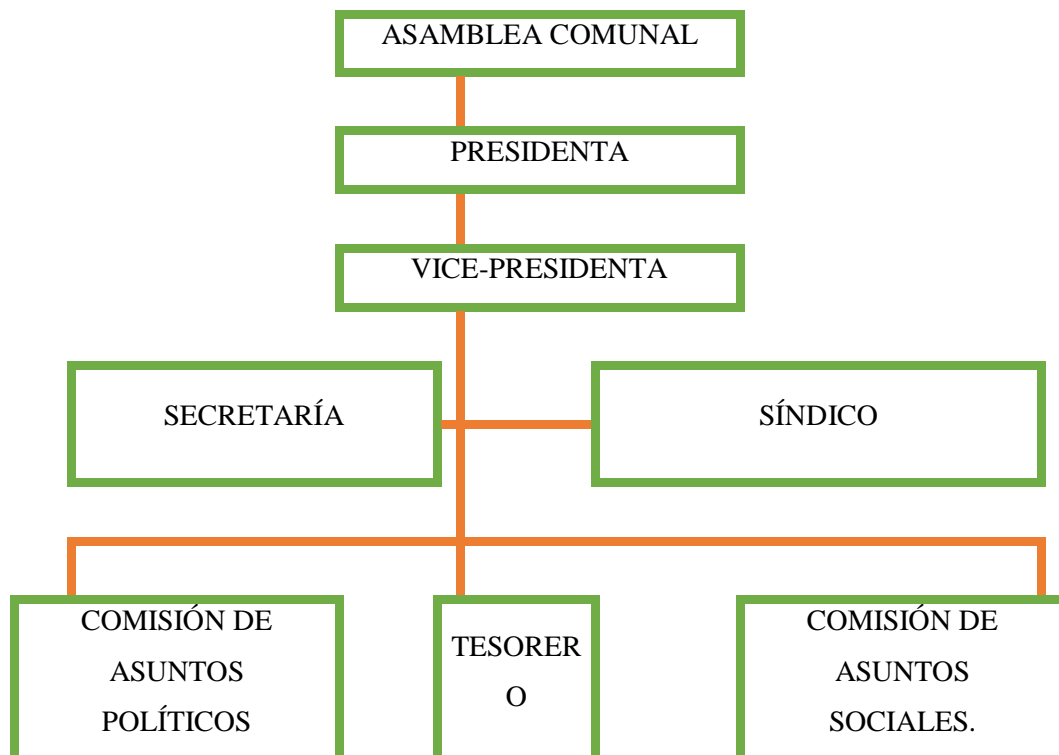 ASAMBLEA COMUNAL
PRESIDENTA
VICE-PRESIDENTA
SECRETARÍA
SÍNDICO
COMISIÓN DE
ASUNTOS
POLÍTICOS
TESORER
O
COMISIÓN DE
ASUNTOS
SOCIALES.